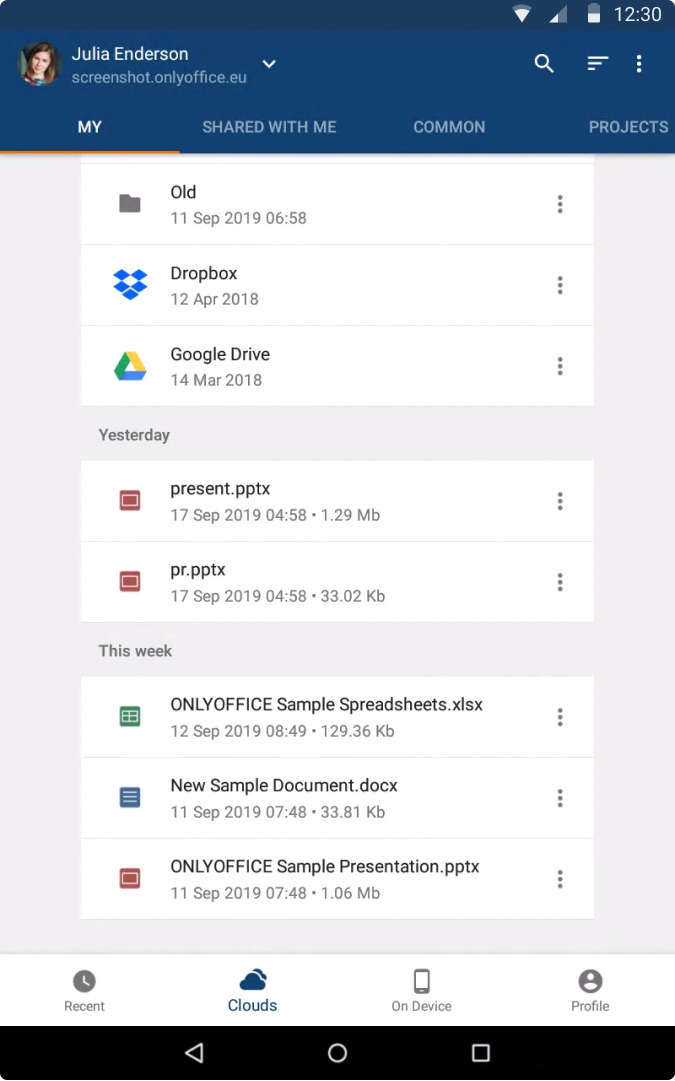 12:30
Julia Enderson
screenshot.onlyoffice.eu
MY SHARED WITH ME COMMON PROJECTS
Old
11 Sep 2019 06:58
Dropbox
12 Apr 2018
Google Drive
14 Mar 2018
Yesterday
present.pptx
17 Sep 2019 04:58 • 1.29 Mb
pr.pptx
17 Sep 2019 04:58 • 33.02 Kb
This week
ONLYOFFICE Sample Spreadsheets.xlsx
12 Sep 2019 08:49 • 129.36 Kb
New Sample Document.docx
11 Sep 2019 07:48 • 33.81 Kb
ONLYOFFICE Sample Presentation.pptx
11 Sep 2019 07:48 • 1.06 Mb
Recent Clouds On Device Profile